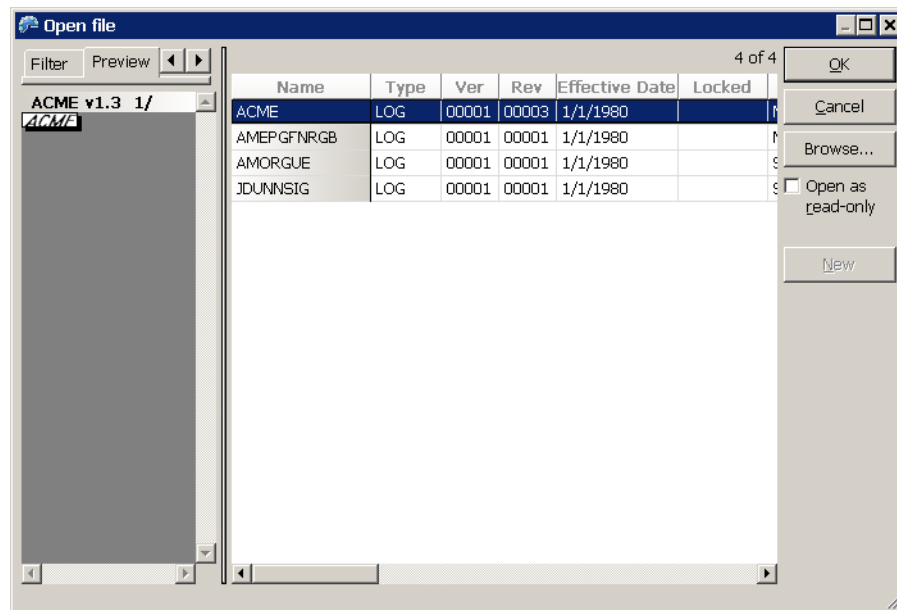 Open file
Filter Preview
4 of 4
OK
Cancel
Browse...
Open as
read-only
New
ACME v1.3 1/
ACME
Name Type Ver Rev Effective Date Locked
ACME LOG 00001 00003 1/1/1980
AMEPGFNRGB LOG 00001 00001 1/1/1980
AMORGUE LOG 00001 00001 1/1/1980
JDUNNSIG LOG 00001 00001 1/1/1980